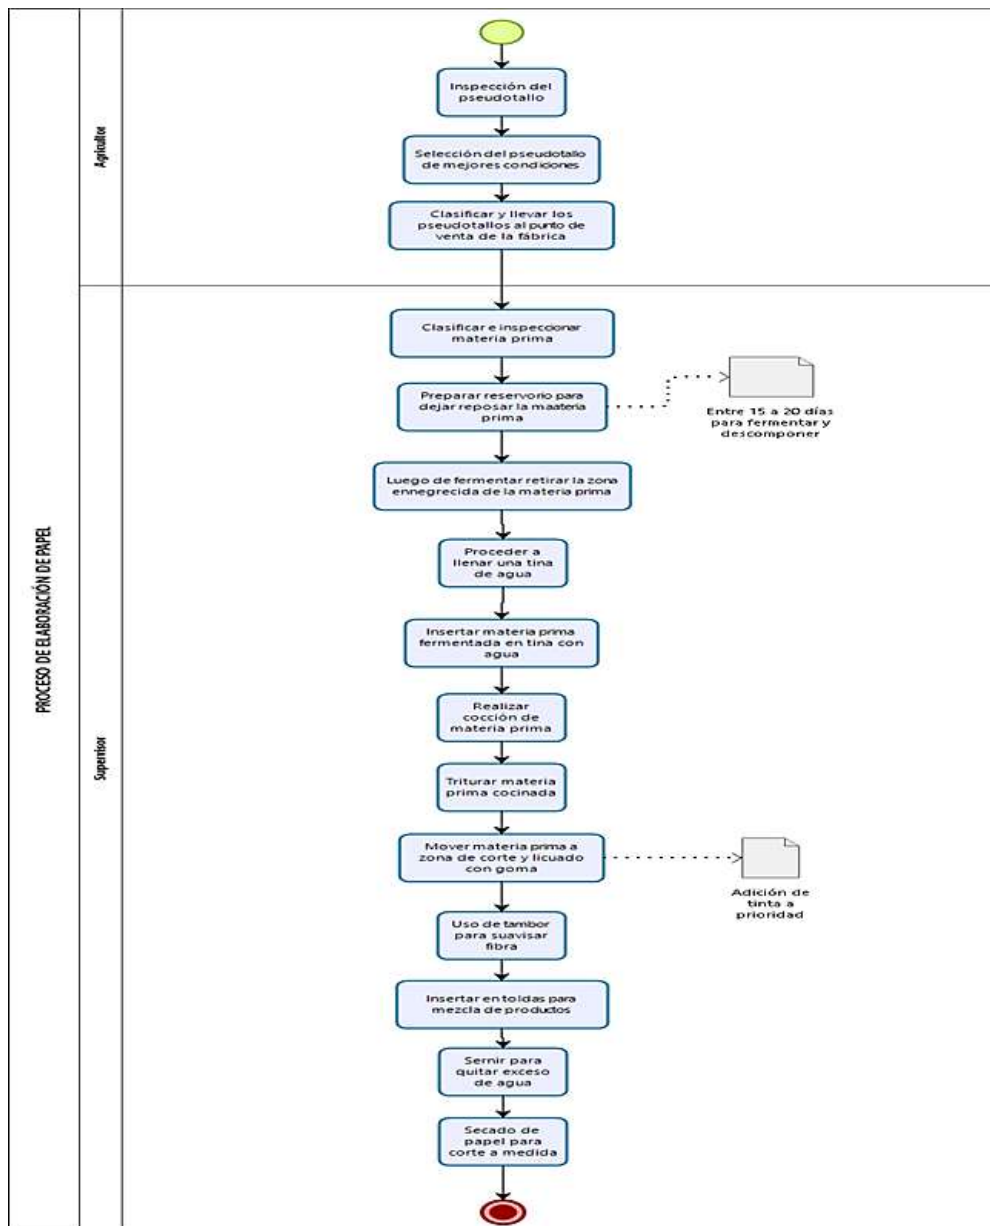 PROCESO DE ELABORACIÓN DE PAPEL
Agricultor
Inspección del
pseudotallo
Selección del pseudotallo
de mejores condiciones
Clasificar y llevar los
pseudotallos al punto de
venta de la fábrica
Supervisor
Clasificar e inspeccionar
materia prima
Preparar reservorio para
dejar reposar la maateria
prima
Entre 15 a 20 días
para fermentar y
descomponer
Luego de fermentar retirar la zona
ennegrecida de la materia prima
Proceder a
llenar una tina
de agua
Insertar materia prima
fermentada en tina con
agua
Realizar
cocción de
materia prima
Triturar materia
prima cocinada
Mover materia prima a
zona de corte y licuado
con goma
Adición de
tinta a
prioridad
Uso de tambor
para suavisar
fibra
Insertar en toldas para
mezcla de productos
Sernir para
quitar exceso
de agua
Secado de
papel para
corte a medida